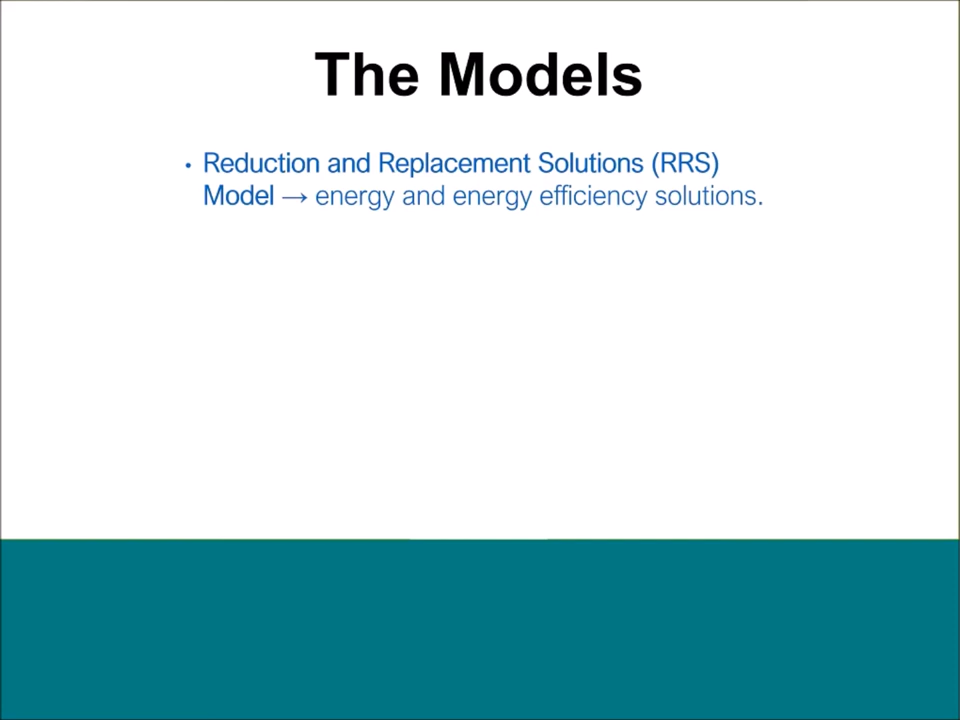 The Models
• Reduction and Replacement Solutions (RRS)
Model → energy and energy efficiency solutions.